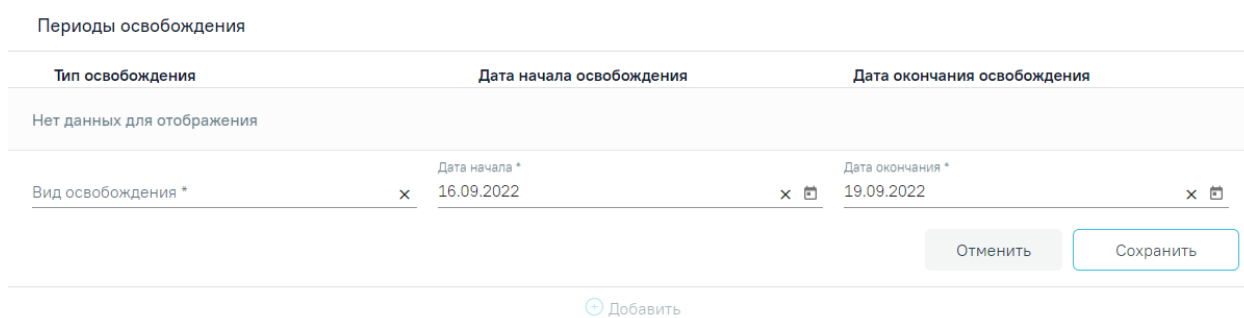 Периоды освобождения
Тип освобождения Дата начала освобождения Дата окончания освобождения
Нет данных для отображения
Дата начала * Дата окончания *
Вид освобождения * 16.09.2022 19.09.2022
Отменить Сохранить
Добавить